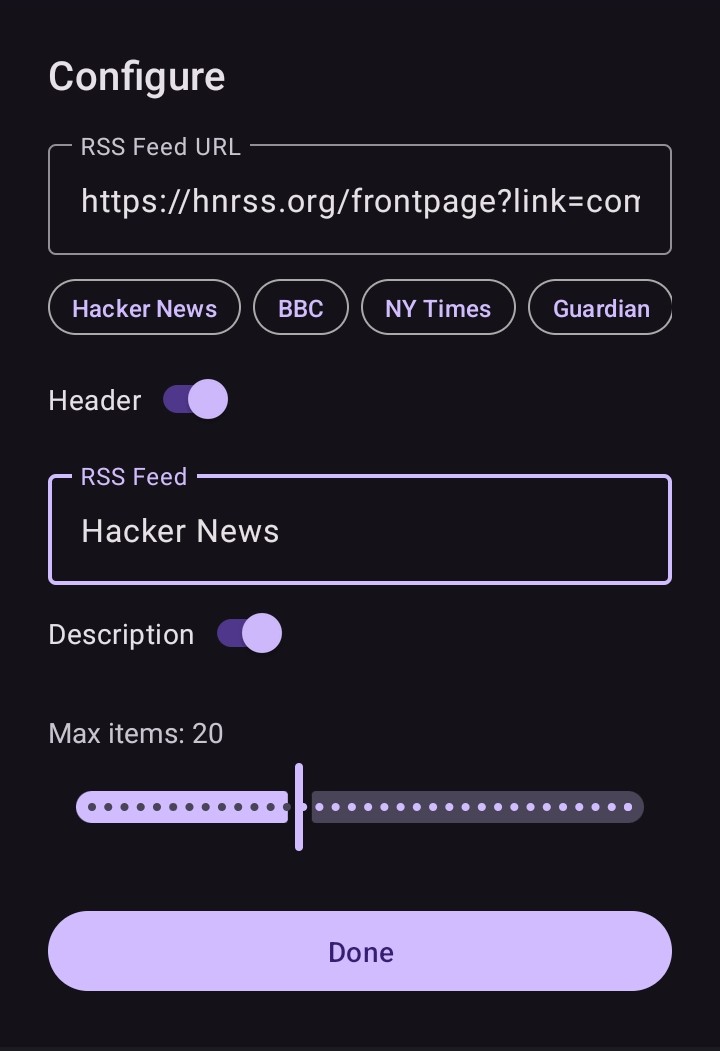 Configure
RSS Feed URL
https://hnrss.org/frontpage?link=com
Hacker News BBC NY Times Guardian
Header
RSS Feed
Hacker News
Description
Max items: 20
Done